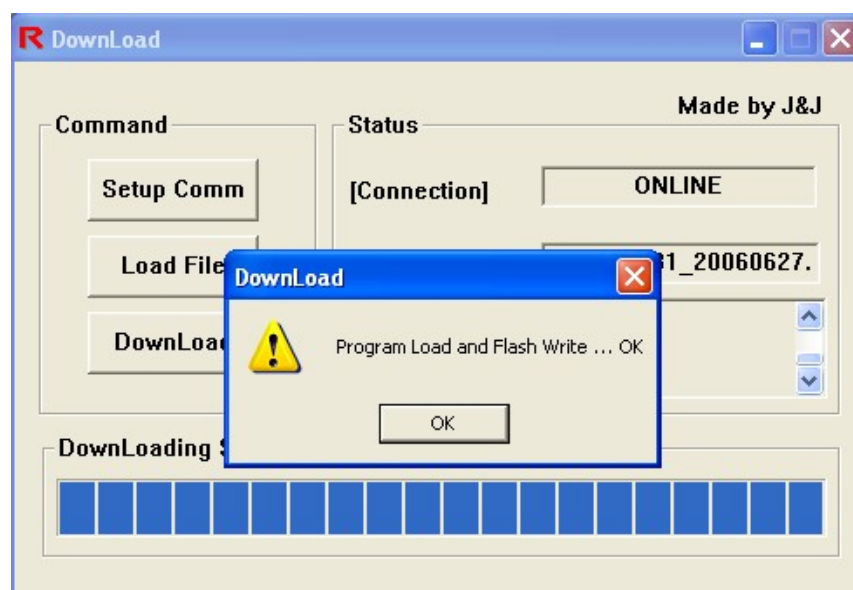 R DownLoad
Made by J&J
Command
Status
Setup Comm
[Connection]
ONLINE
Load File
1_20060627.
DownLoad
Program Load and Flash Write ... OK
OK
DownLoad
DownLoading